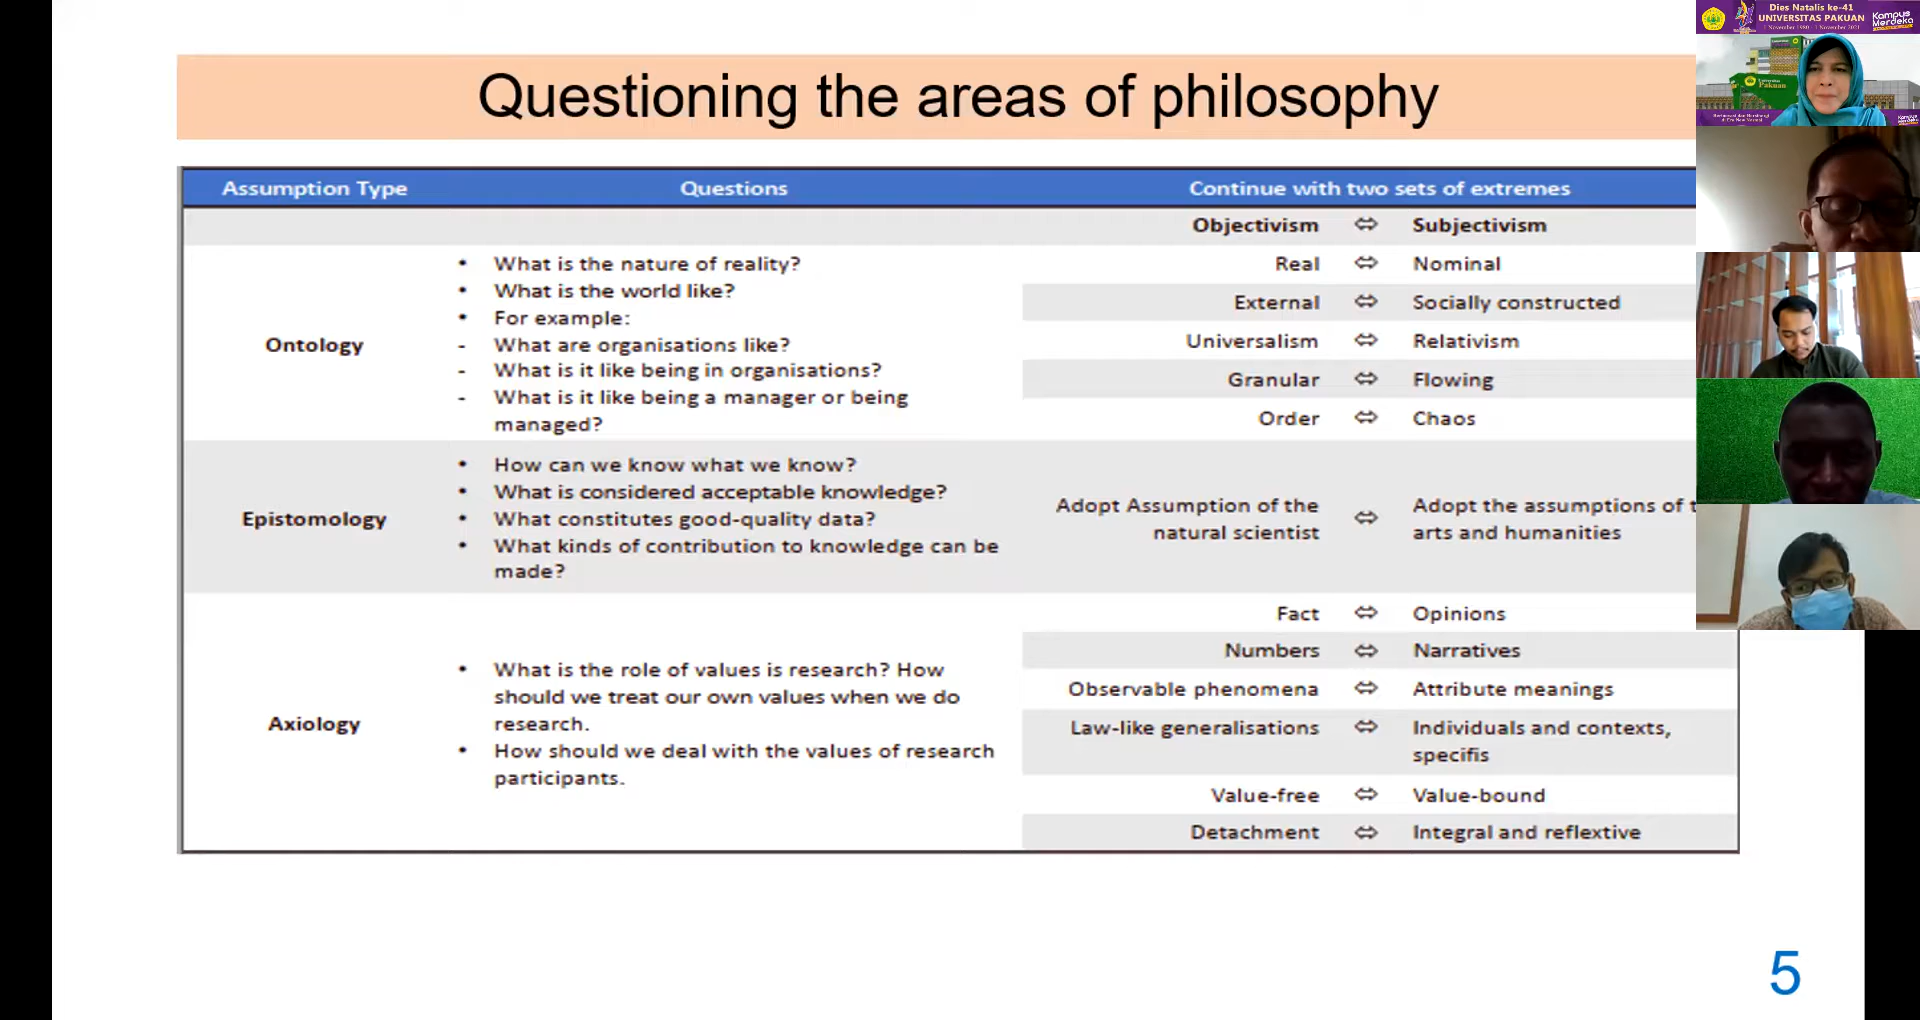 Questioning the areas of philosophy
Assumption Type Questions Continue with two sets of extremes
Objectivism ⇔ Subjectivism
Ontology
• What is the nature of reality?
• What is the world like?
• For example:
- What are organisations like?
- What is it like being in organisations?
- What is it like being a manager or being
managed?
Real ⇔ Nominal
External ⇔ Socially constructed
Universalism ⇔ Relativism
Granular ⇔ Flowing
Order ⇔ Chaos
Epistomology
• How can we know what we know?
• What is considered acceptable knowledge?
• What constitutes good-quality data?
• What kinds of contribution to knowledge can be
made?
Adopt Assumption of the
natural scientist
⇔
Adopt the assumptions of
arts and humanities
Axiology
• What is the role of values is research? How
should we treat our own values when we do
research.
• How should we deal with the values of research
participants.
Fact ⇔ Opinions
Numbers ⇔ Narratives
Observable phenomena ⇔ Attribute meanings
Law-like generalisations ⇔ Individuals and contexts,
specifis
Value-free ⇔ Value-bound
Detachment ⇔ Integral and reflextive
5
Dies Natalis ke-41
UNIVERSITAS PAKUAN
1 November 1980 - 1 November 2021
Kampus
Merdeka
Universitas
Pakuan